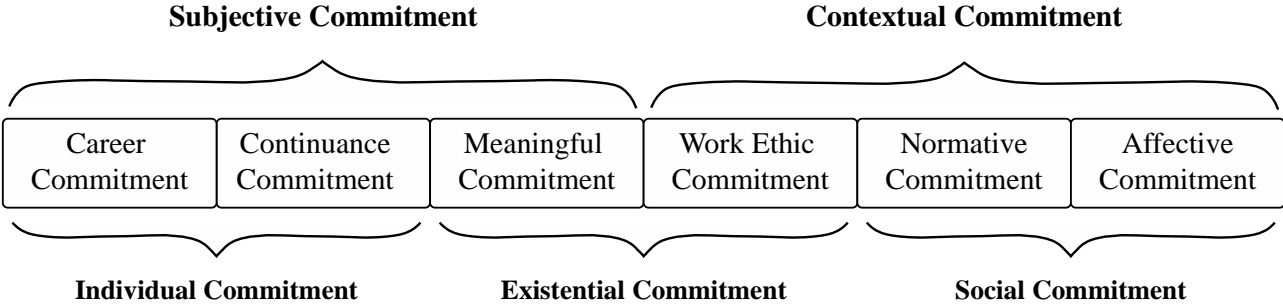 Subjective Commitment
Contextual Commitment
Career
Commitment
Continuance
Commitment
Meaningful
Commitment
Work Ethic
Commitment
Normative
Commitment
Affective
Commitment
Individual Commitment
Existential Commitment
Social Commitment